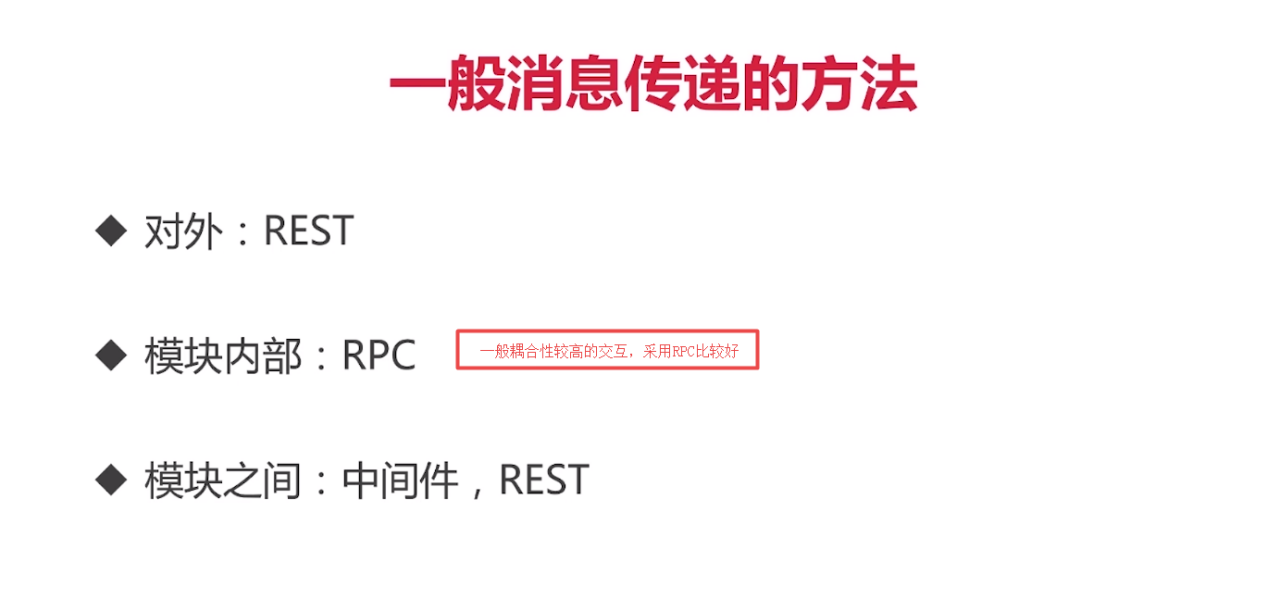 一般消息传递的方法
◆ 对外：REST
◆ 模块内部：RPC
一般耦合性较高的交互，采用RPC比较好
◆ 模块之间：中间件，REST